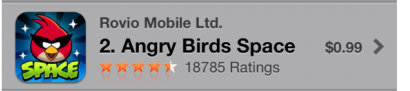 Rovio Mobile Ltd.
SPACE
2. Angry Birds Space
$0.99
18785 Ratings